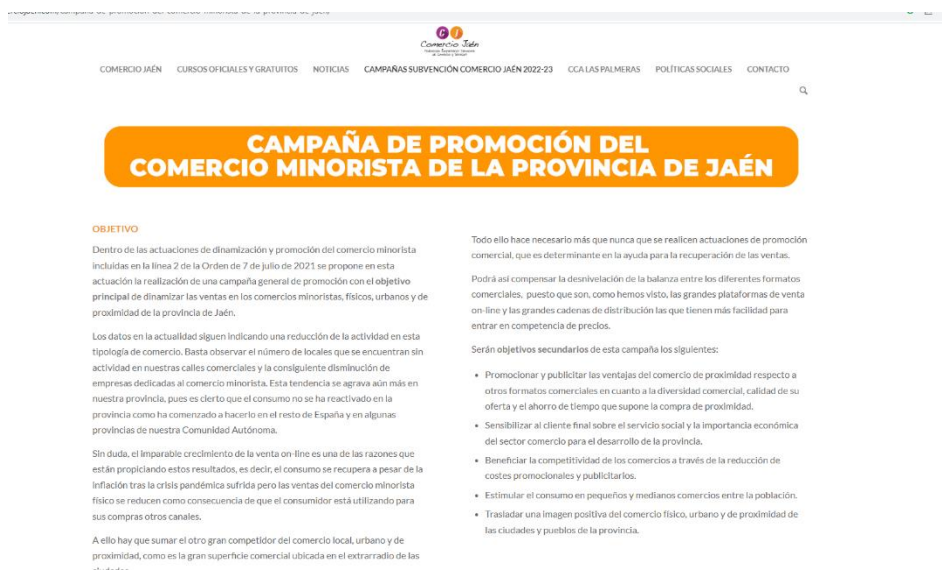 Comercio Jaén
COMERCIO JAÉN CURSOS OFICIALES Y GRATUITOS NOTICIAS CAMPAÑAS SUBVENCIÓN COMERCIO JAÉN 2022-23 CCA LAS PALMERAS POLÍTICAS SOCIALES CONTACTO
CAMPAÑA DE PROMOCIÓN DEL
COMERCIO MINORISTA DE LA PROVINCIA DE JAÉN
OBJETIVO
Dentro de las actuaciones de dinamización y promoción del comercio minorista
incluidas en la línea 2 de la Orden de 7 de julio de 2021 se propone en esta
actuación la realización de una campaña general de promoción con el objetivo
principal de dinamizar las ventas en los comercios minoristas, físicos, urbanos y de
proximidad de la provincia de Jaén.
Los datos en la actualidad siguen indicando una reducción de la actividad en esta
tipología de comercio. Basta observar el número de locales que se encuentran sin
actividad en nuestras calles comerciales y la consiguiente disminución de
empresas dedicadas al comercio minorista. Esta tendencia se agrava aún más en
nuestra provincia, pues es cierto que el consumo no se ha reactivado en la
provincia como ha comenzado a hacerlo en el resto de España y en algunas
provincias de nuestra Comunidad Autónoma.
Sin duda, el imparable crecimiento de la venta on-line es una de las razones que
están propiciando estos resultados, es decir, el consumo se recupera a pesar de la
inflación tras la crisis pandémica sufrida pero las ventas del comercio minorista
físico se reducen como consecuencia de que el consumidor está utilizando para
sus compras otros canales.
A ello hay que sumar el otro gran competidor del comercio local, urbano y de
proximidad, como es la gran superficie comercial ubicada en el extrarradio de las
Todo ello hace necesario más que nunca que se realicen actuaciones de promoción
comercial, que es determinante en la ayuda para la recuperación de las ventas.
Podrá así compensar la desnivelación de la balanza entre los diferentes formatos
comerciales, puesto que son, como hemos visto, las grandes plataformas de venta
on-line y las grandes cadenas de distribución las que tienen más facilidad para
entrar en competencia de precios.
Serán objetivos secundarios de esta campaña los siguientes:
• Promocionar y publicitar las ventajas del comercio de proximidad respecto a
otros formatos comerciales en cuanto a la diversidad comercial, calidad de su
oferta y el ahorro de tiempo que supone la compra de proximidad.
• Sensibilizar al cliente final sobre el servicio social y la importancia económica
del sector comercio para el desarrollo de la provincia.
• Beneficiar la competitividad de los comercios a través de la reducción de
costes promocionales y publicitarios.
• Estimular el consumo en pequeños y medianos comercios entre la población.
• Trasladar una imagen positiva del comercio físico, urbano y de proximidad de
las ciudades y pueblos de la provincia.